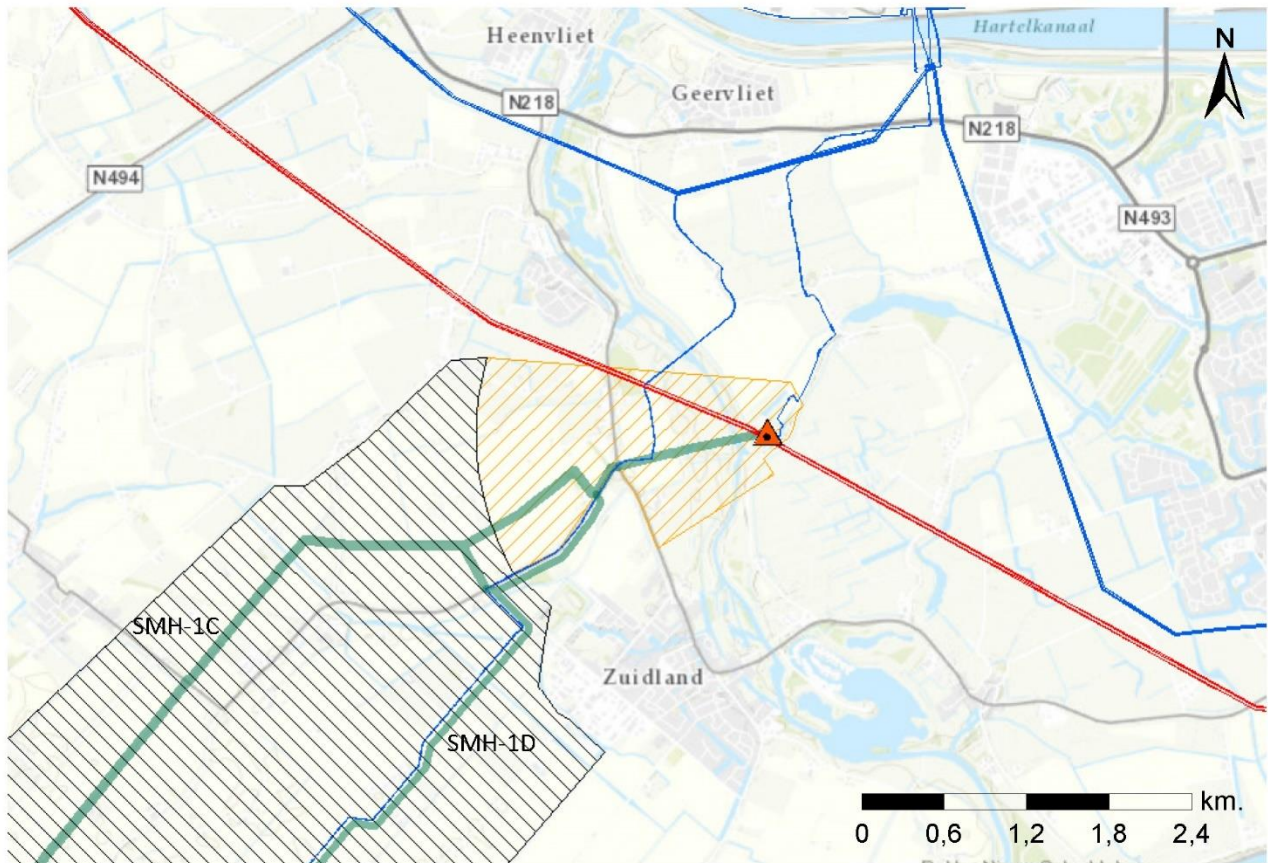 Hartelkanaal
Heenvliet
N
Geervliet
N218
N218
N494
N493
SMH-1C
Zuidland
SMH-1D
km.
0 0,6 1,2 1,8 2,4